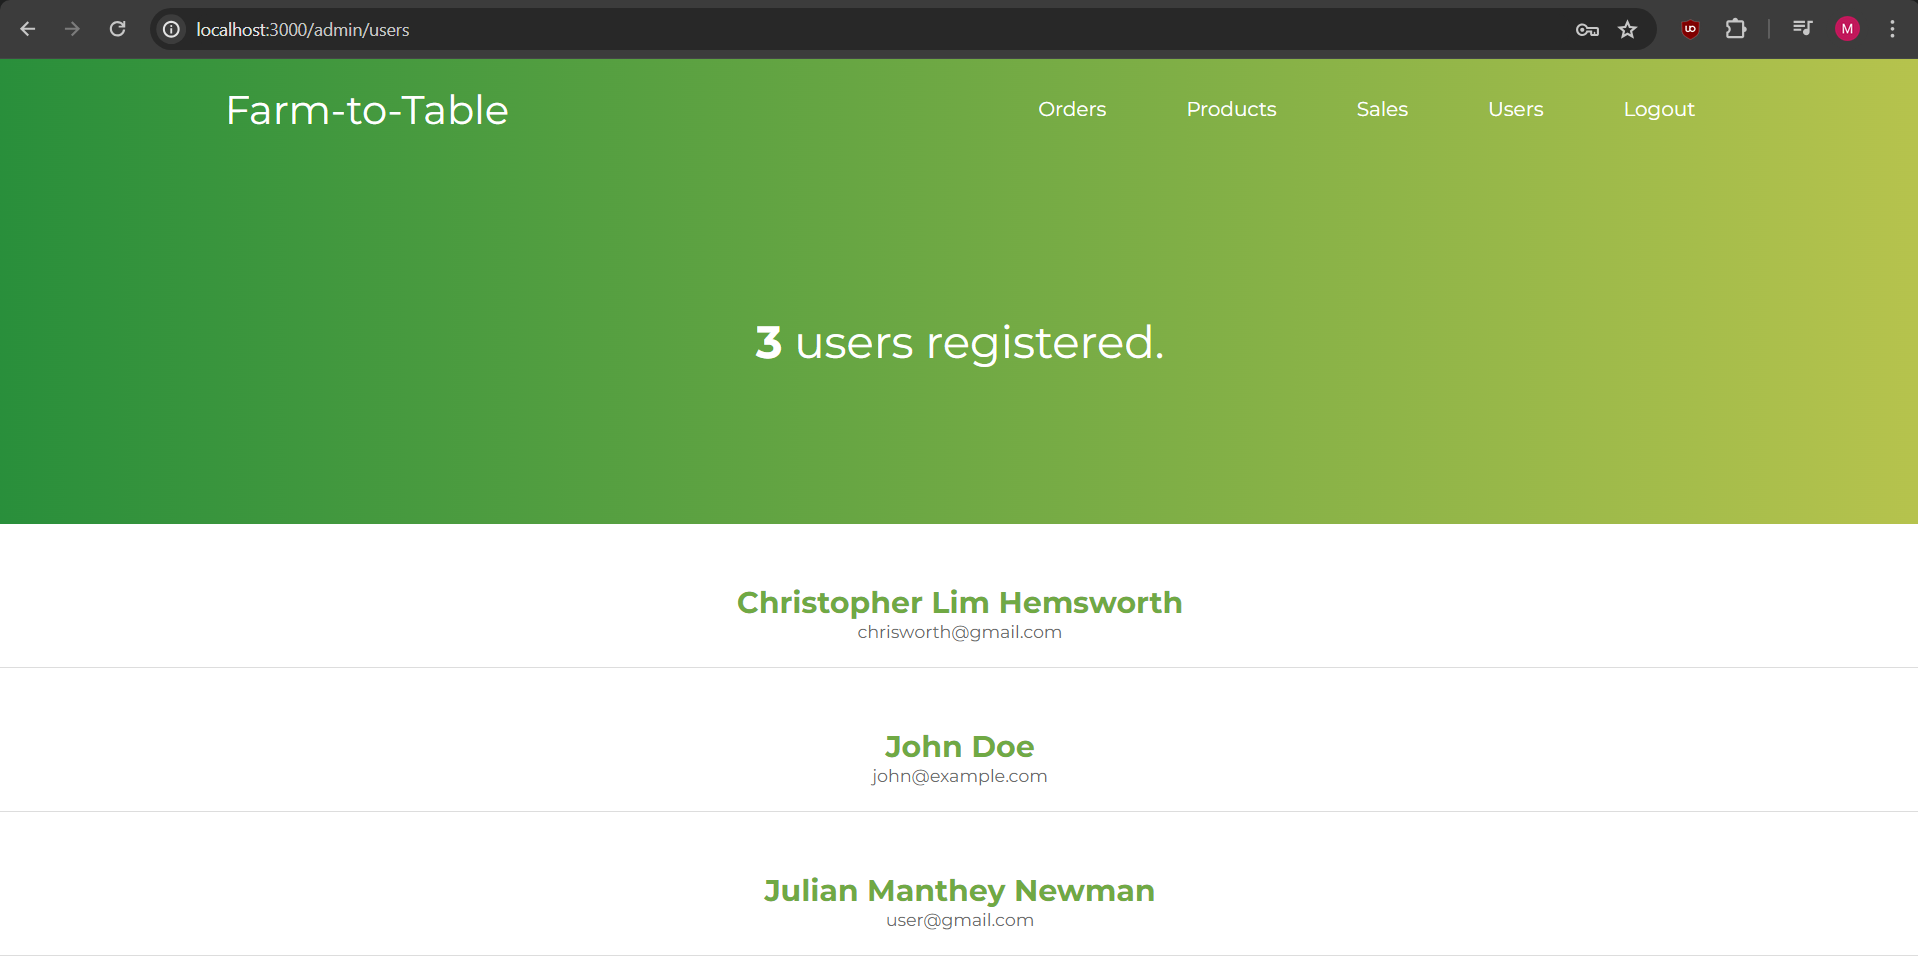 localhost:3000/admin/users
M
Farm-to-Table
Orders Products Sales Users Logout
3 users registered.
Christopher Lim Hemsworth
chrisworth@gmail.com
John Doe
john@example.com
Julian Manthey Newman
user@gmail.com